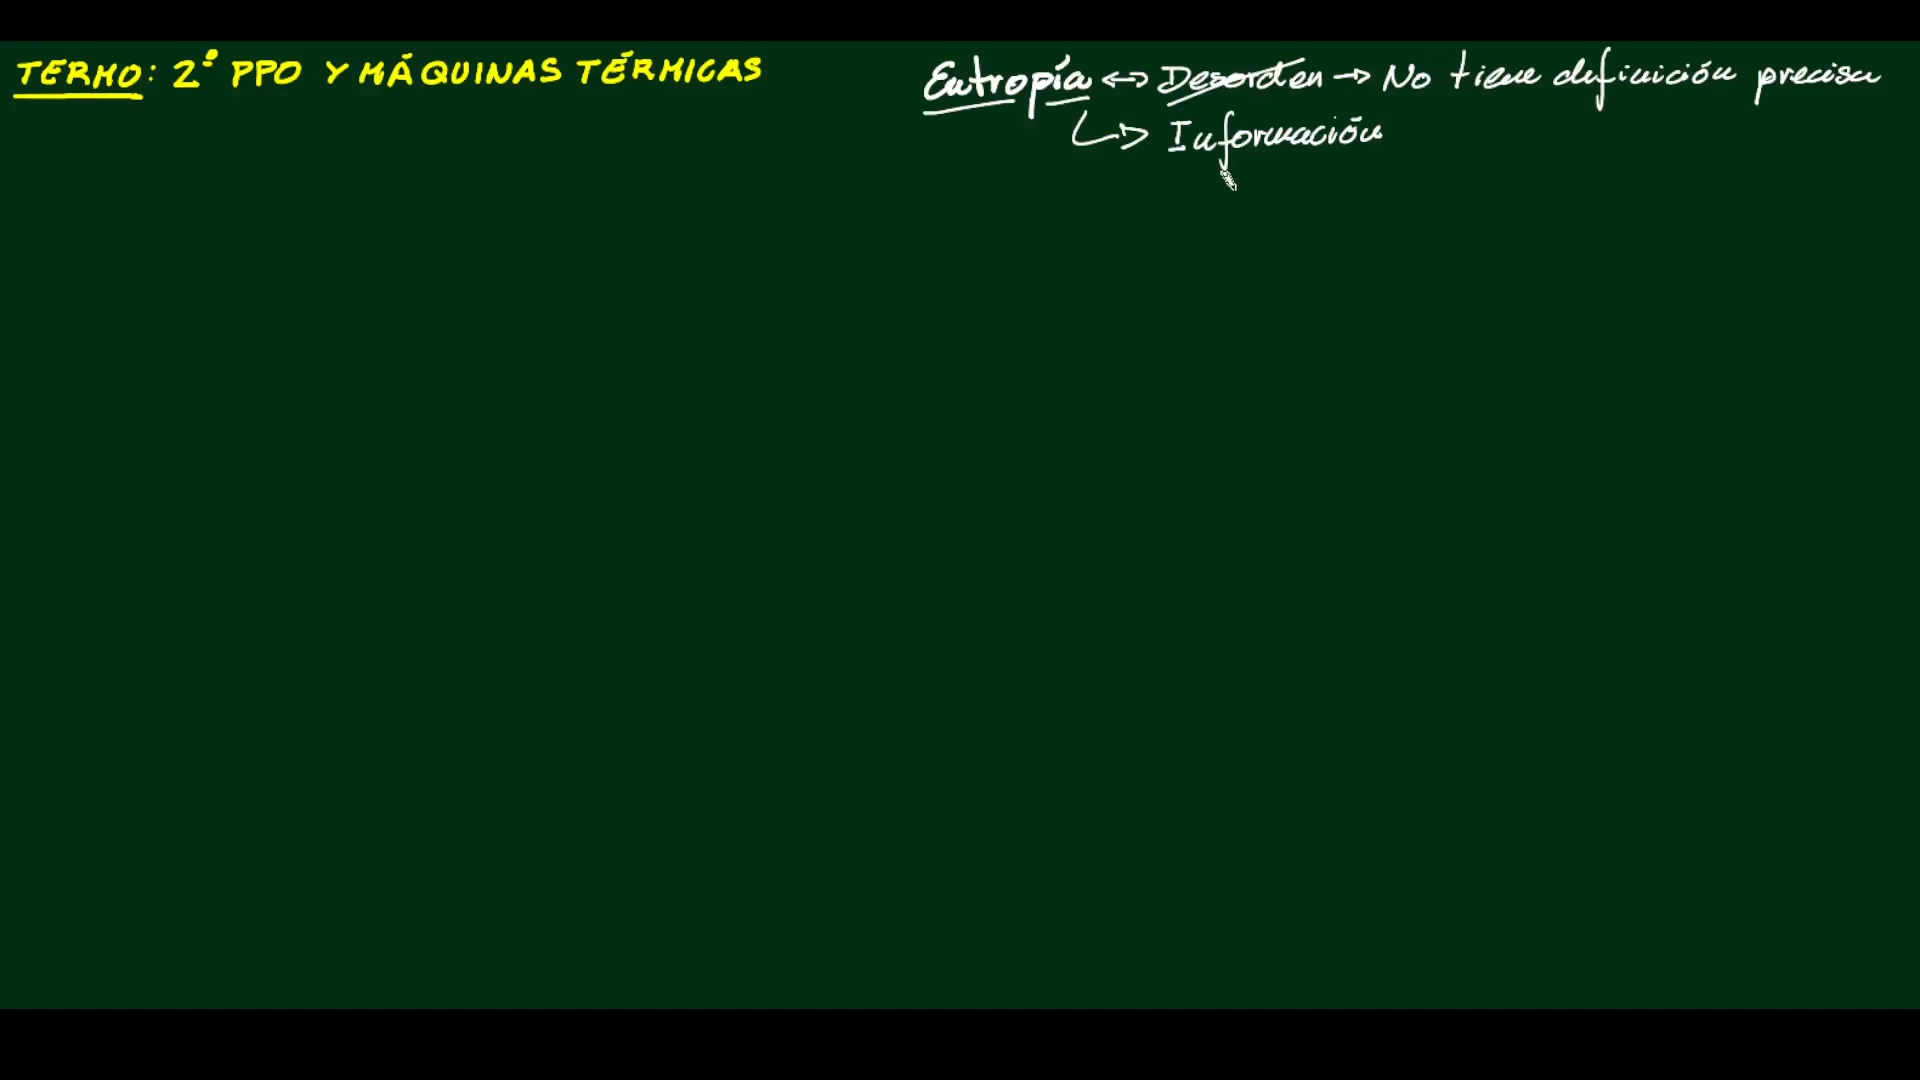 TERMO: 2º PPO Y MÁQUINAS TÉRMICAS
Entropía ↔ Desorden → No tiene definición precisa
↳ Información